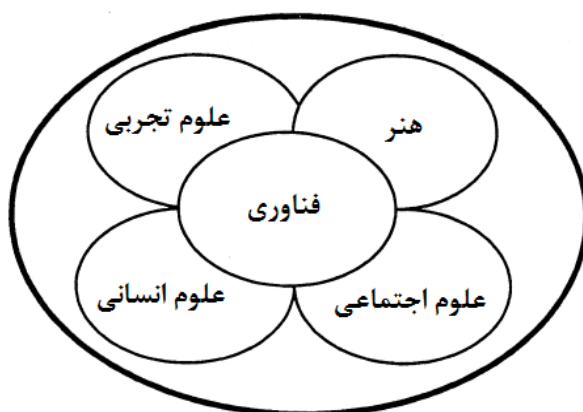 هنر
علوم تجربی
فناوری
علوم اجتماعی
علوم انسانی